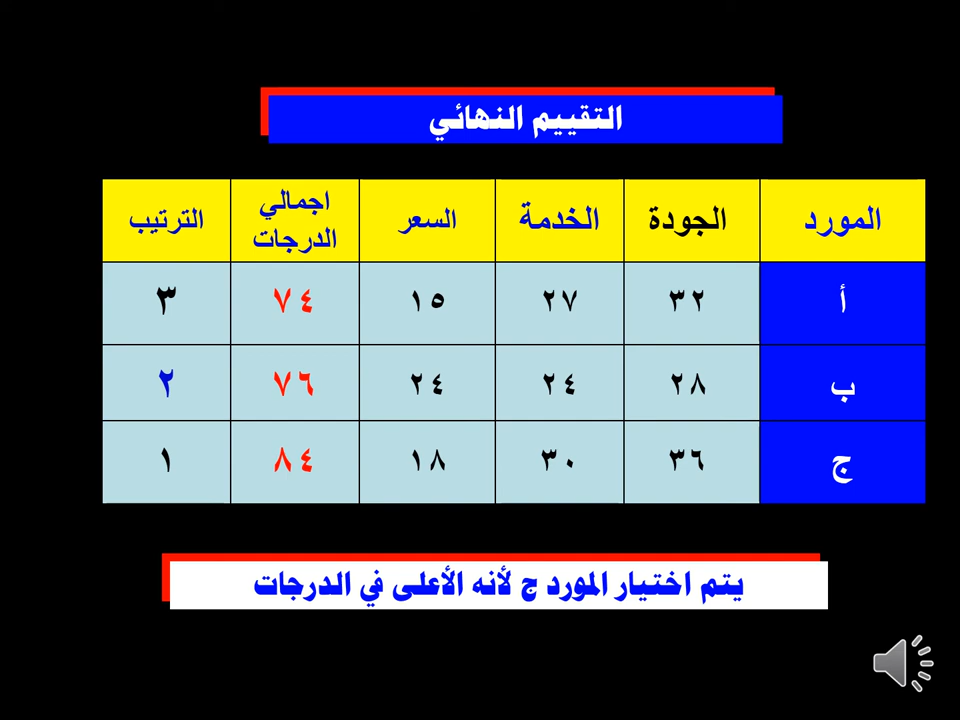 التقييم النهائي
المورد الجودة الخدمة السعر اجمالي الدرجات الترتيب
أ ٣٢ ٢٧ ١٥ ٧٤ ٣
ب ٢٨ ٢٤ ٢٤ ٧٦ ٢
ج ٣٦ ٣٠ ١٨ ٨٤ ١
يتم اختيار المورد ج لأنه الأعلى في الدرجات